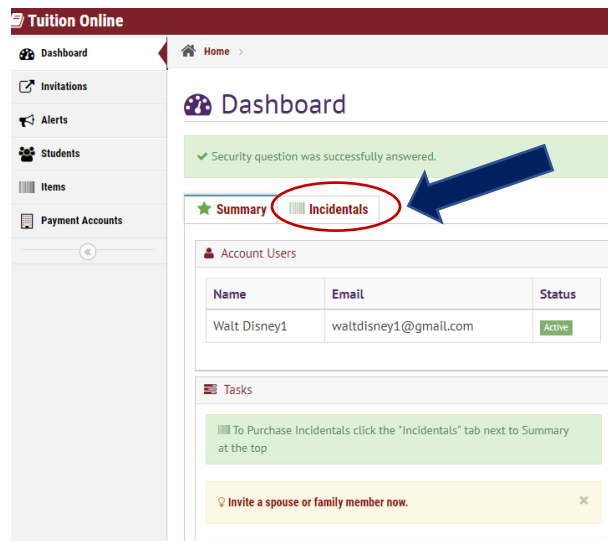 Tuition Online
Dashboard
Invitations
Alerts
Students
Items
Payment Accounts
Home >
Dashboard
Security question was successfully answered.
Summary
Incidentals
Account Users
Name Email Status
Walt Disney1 waltdisney1@gmail.com Active
Tasks
To Purchase Incidentals click the "Incidentals" tab next to Summary
at the top
Invite a spouse or family member now.